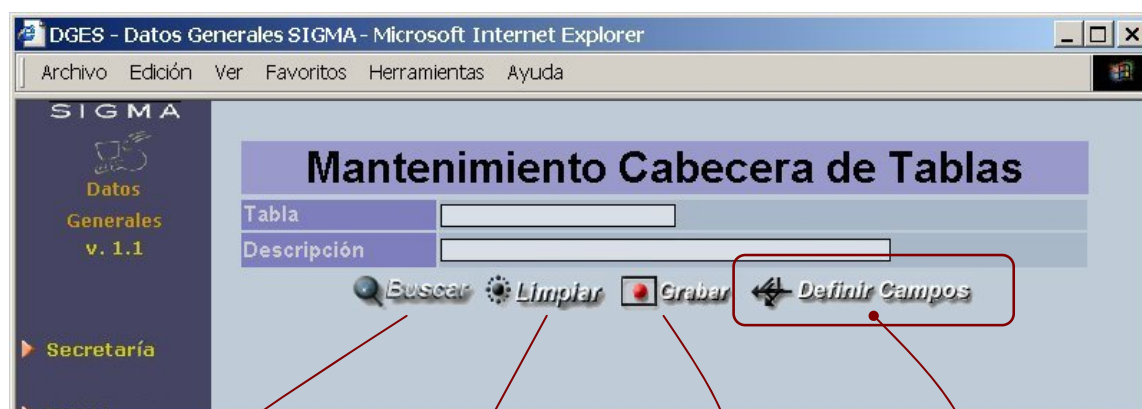 DGES - Datos Generales SIGMA - Microsoft Internet Explorer
Archivo Edición Ver Favoritos Herramientas Ayuda
SIGMA
Datos
Generales
v. 1.1
Mantenimiento Cabecera de Tablas
Tabla
Descripción
Buscar Limpiar Grabar Definir Campos
Secretaría